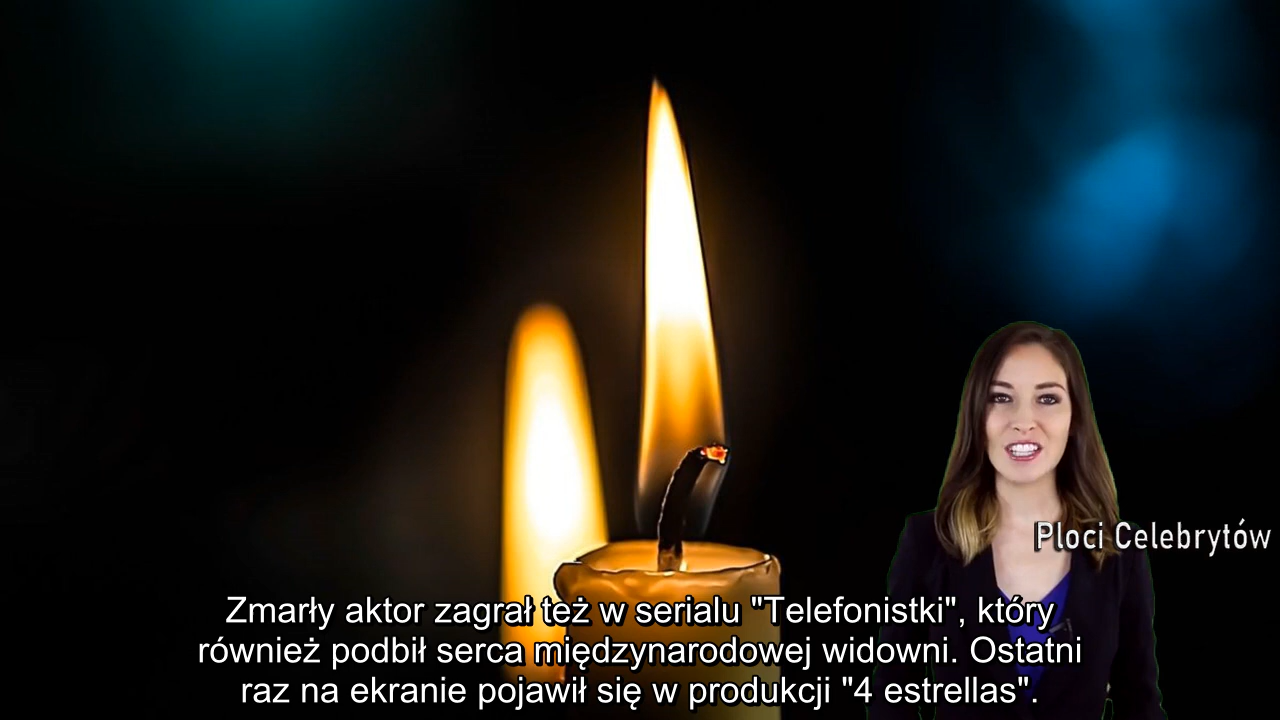 Ploci Celebrytów
Zmarły aktor zagrał też w serialu "Telefonistki", który
również podbił serca międzynarodowej widowni. Ostatni
raz na ekranie pojawił się w produkcji "4 estrellas".